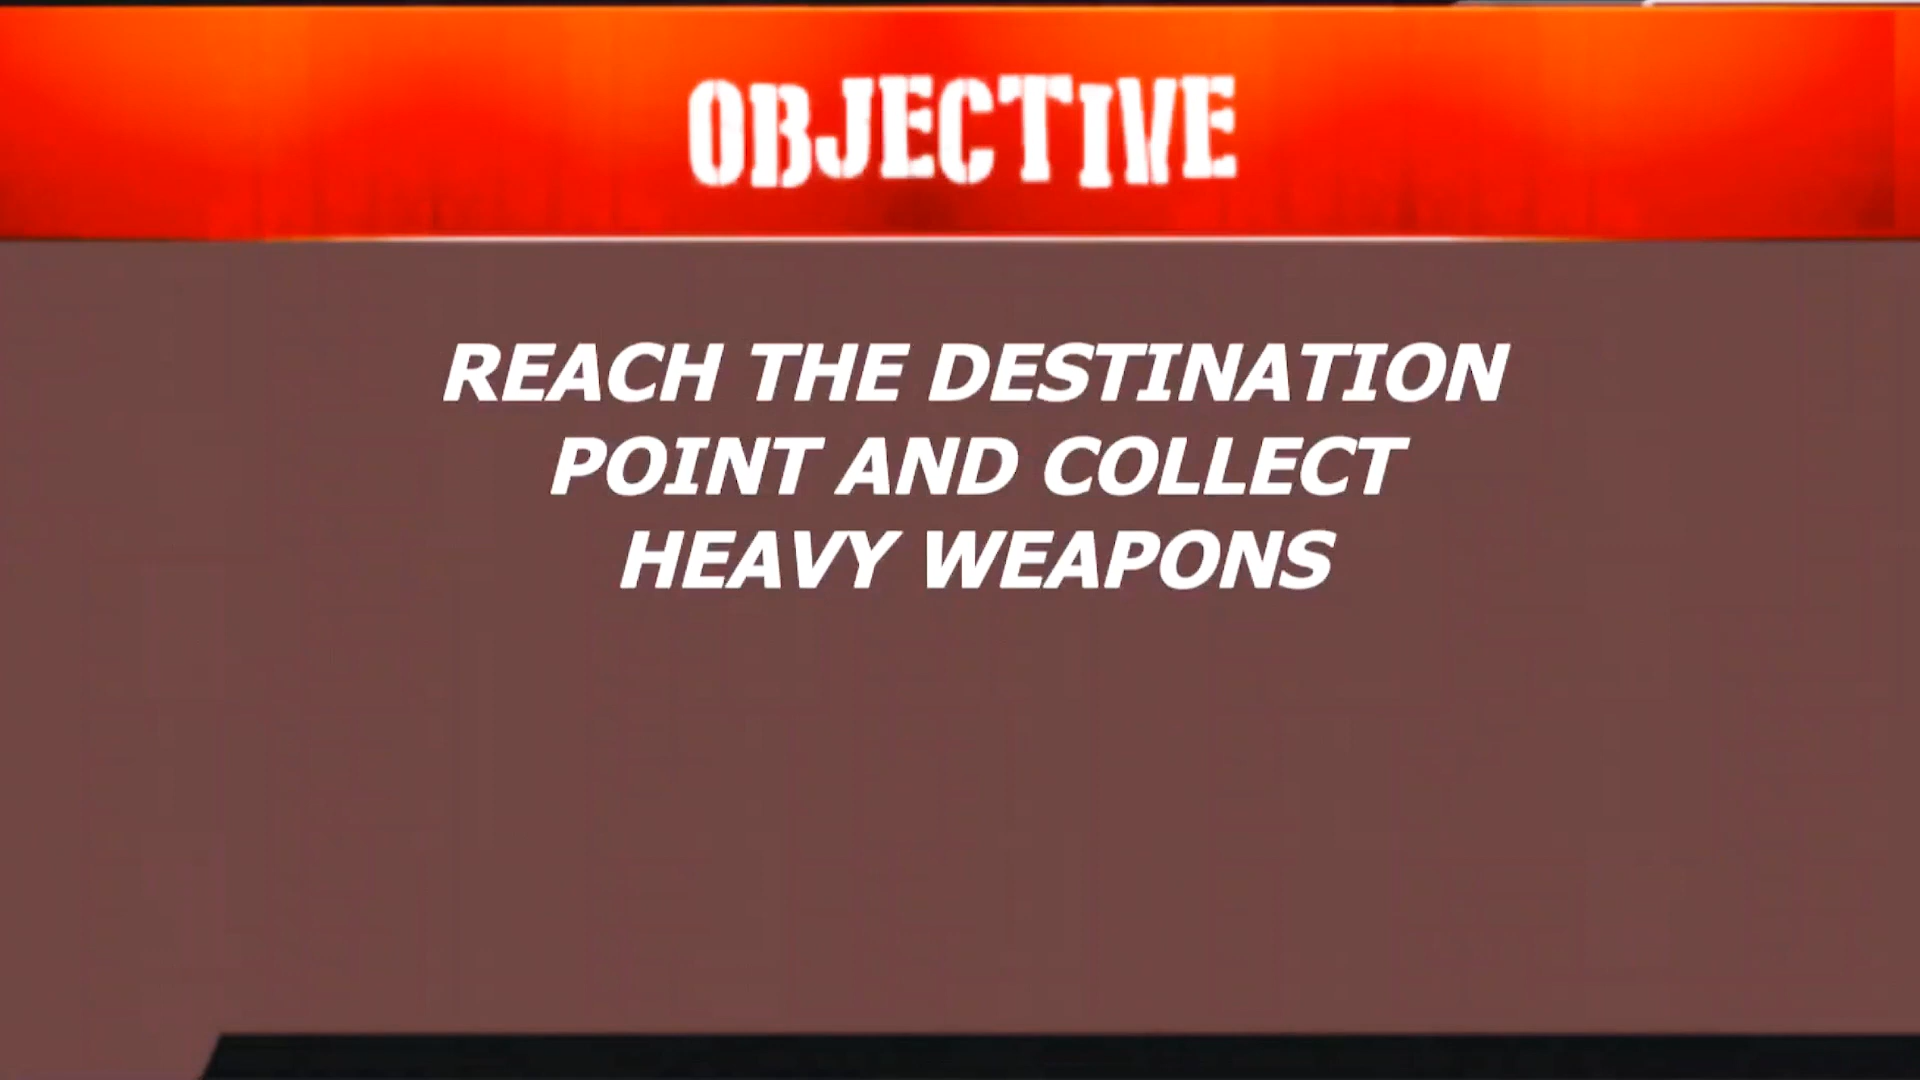 OBJECTIVE
REACH THE DESTINATION
POINT AND COLLECT
HEAVY WEAPONS